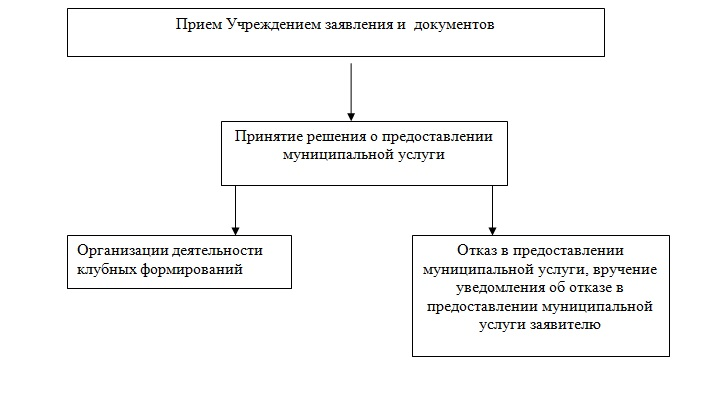 Прием Учреждением заявления и документов
Принятие решения о предоставлении
муниципальной услуги
Организации деятельности
клубных формирований
Отказ в предоставлении
муниципальной услуги, вручение
уведомления об отказе в
предоставлении муниципальной
услуги заявителю